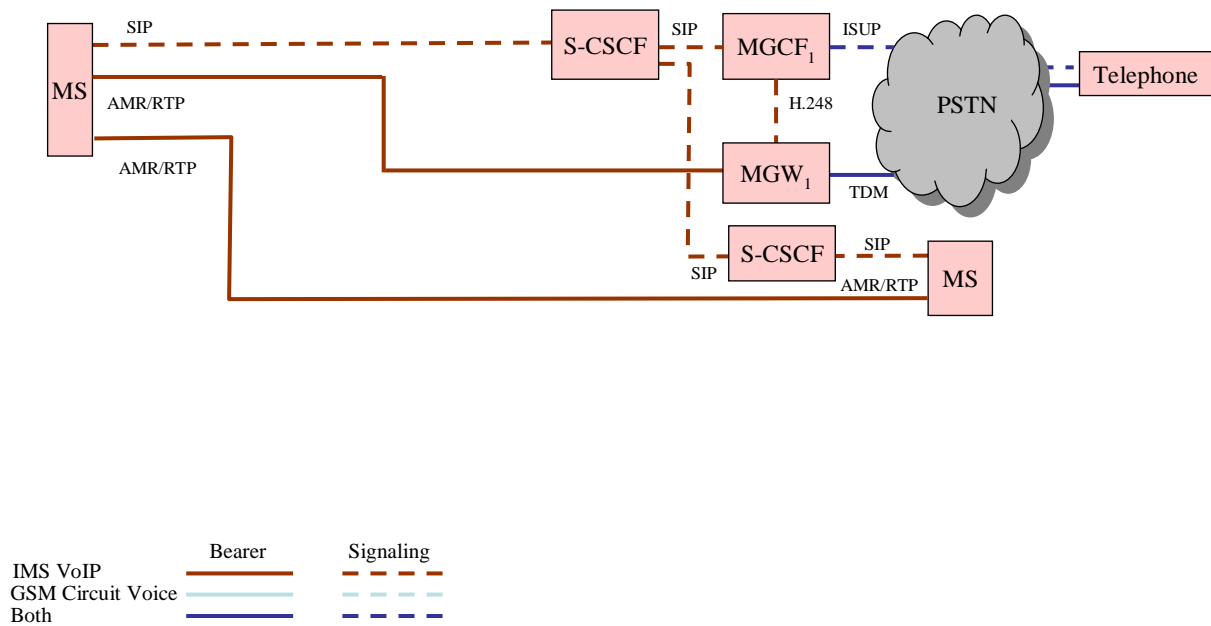 SIP
S-CSCF
SIP
MGCF1
ISUP
MS
AMR/RTP
H.248
PSTN
Telephone
AMR/RTP
MGW1
TDM
SIP
S-CSCF
SIP
AMR/RTP
MS
Bearer
Signaling
IMS VoIP
GSM Circuit Voice
Both